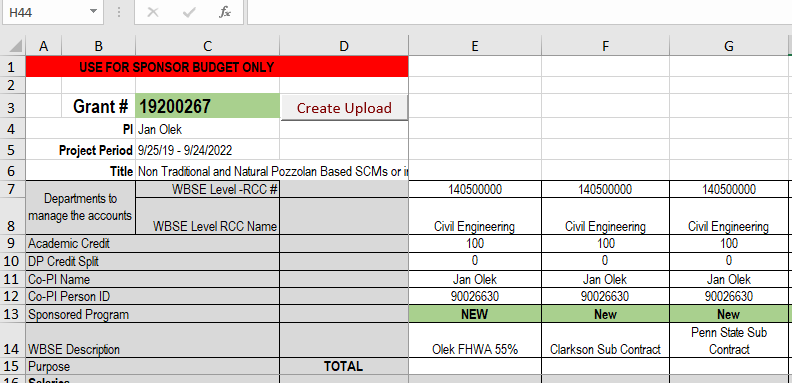 H44 fx
A B C D E F G
1 USE FOR SPONSOR BUDGET ONLY
2
3 Grant # 19200267 Create Upload
4 PI Jan Olek
5 Project Period 9/25/19 - 9/24/2022
6 Title Non Traditional and Natural Pozzolan Based SCMs or i
7 WBSE Level -RCC # 140500000 140500000 140500000
Departments to
manage the accounts
8 WBSE Level RCC Name Civil Engineering Civil Engineering Civil Engineering
9 Academic Credit 100 100 100
10 DP Credit Split 0 0 0
11 Co-PI Name Jan Olek Jan Olek Jan Olek
12 Co-PI Person ID 90026630 90026630 90026630
13 Sponsored Program NEW New New
14 WBSE Description Olek FHWA 55% Clarkson Sub Contract Penn State Sub
Contract
15 Purpose TOTAL
16 Salaries